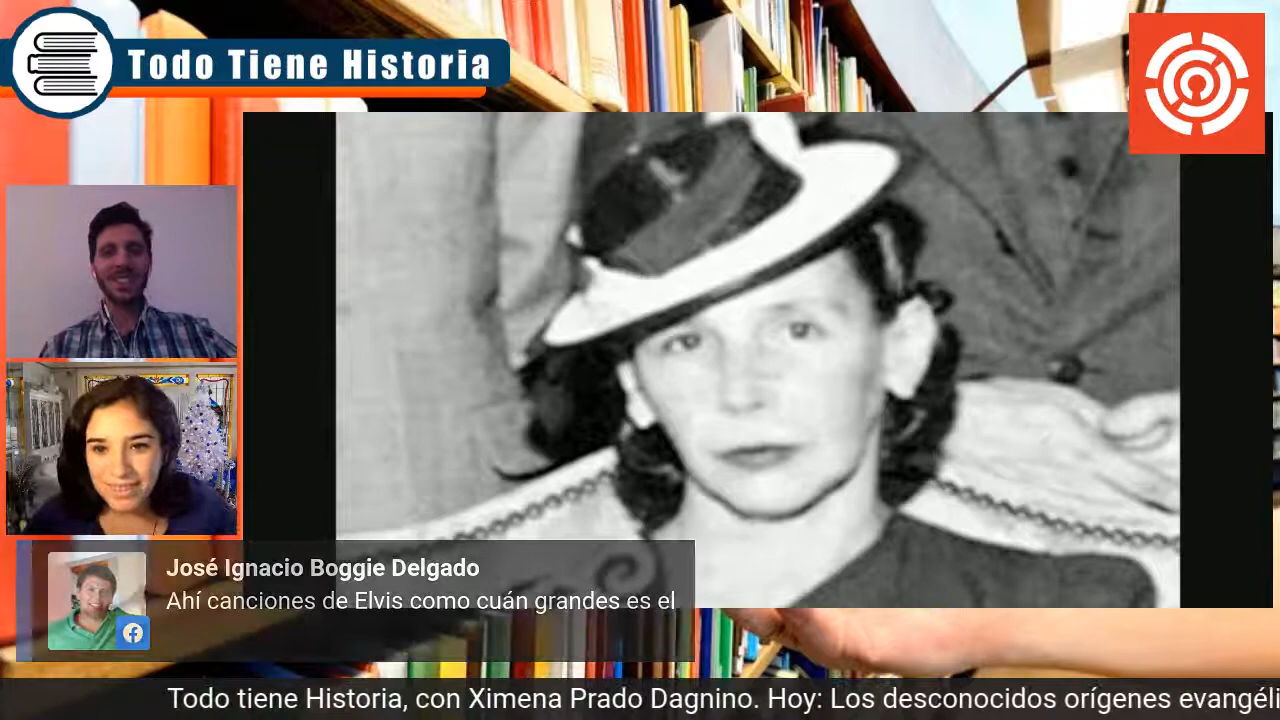 Todo Tiene Historia
José Ignacio Boggie Delgado
Ahí canciones de Elvis como cuán grandes es el
Todo tiene Historia, con Ximena Prado Dagnino. Hoy: Los desconocidos orígenes evangéli